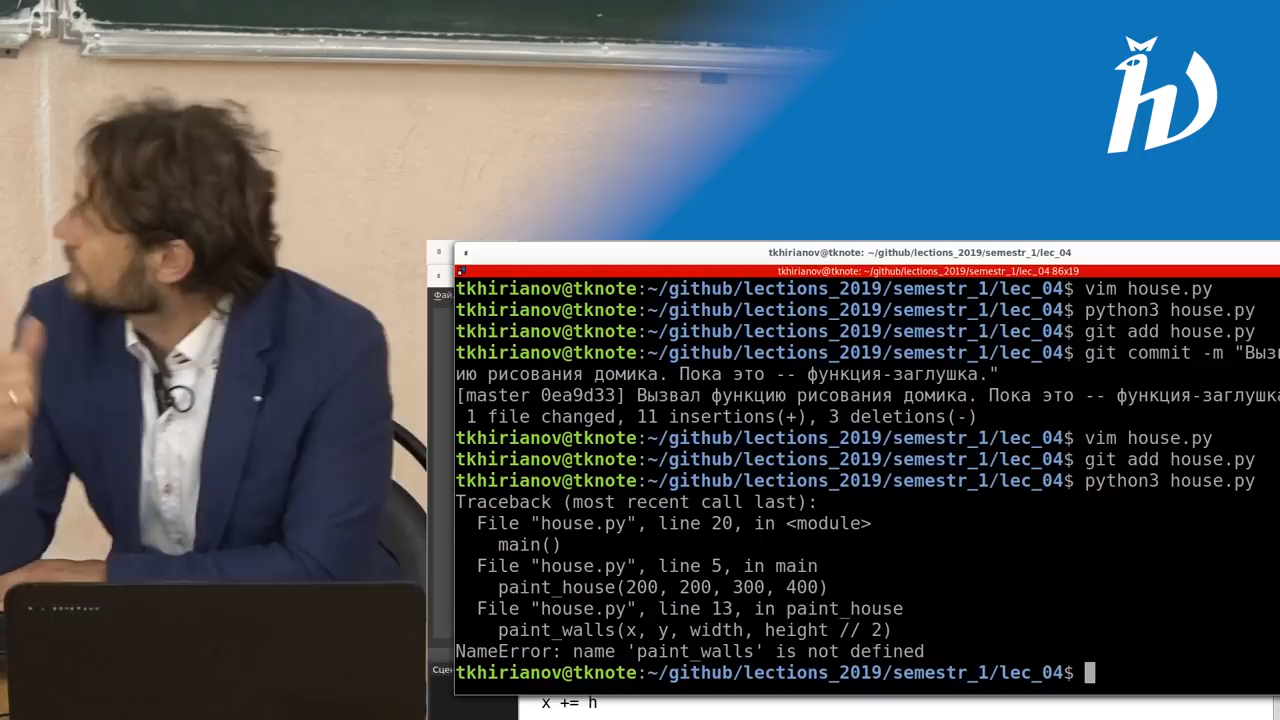 tkhirianov@tknote: ~/github/lections_2019/semestr_1/lec_04
tkhirianov@tknote: ~/github/lections_2019/semestr_1/lec_04 86x19
Фай
tkhirianov@tknote:~/github/lections_2019/semestr_1/lec_04$ vim house.py
tkhirianov@tknote:~/github/lections_2019/semestr_1/lec_04$ python3 house.py
tkhirianov@tknote:~/github/lections_2019/semestr_1/lec_04$ git add house.py
tkhirianov@tknote:~/github/lections_2019/semestr_1/lec_04$ git commit -m "Выз
ию рисования домика. Пока это -- функция-заглушка."
[master 0ea9d33] Вызвал функцию рисования домика. Пока это -- функция-заглушка
 1 file changed, 11 insertions(+), 3 deletions(-)
tkhirianov@tknote:~/github/lections_2019/semestr_1/lec_04$ vim house.py
tkhirianov@tknote:~/github/lections_2019/semestr_1/lec_04$ git add house.py
tkhirianov@tknote:~/github/lections_2019/semestr_1/lec_04$ python3 house.py
Traceback (most recent call last):
  File "house.py", line 20, in <module>
    main()
  File "house.py", line 5, in main
    paint_house(200, 200, 300, 400)
  File "house.py", line 13, in paint_house
    paint_walls(x, y, width, height // 2)
NameError: name 'paint_walls' is not defined
tkhirianov@tknote:~/github/lections_2019/semestr_1/lec_04$
Сцен
x += h